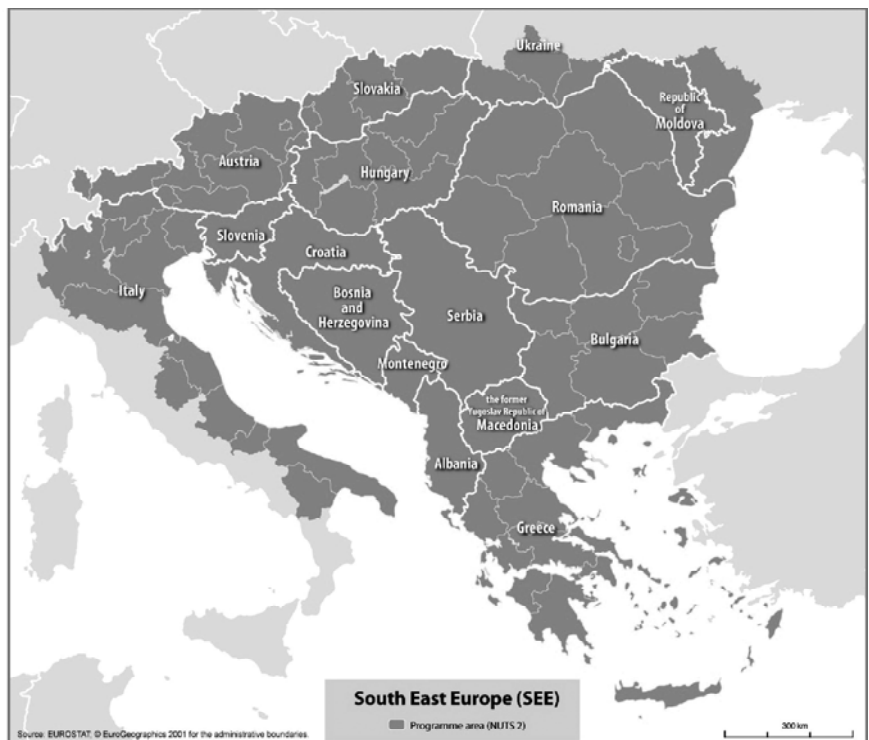 Ukraine
Slovakia
Republic
of
Moldova
Austria
Hungary
Romania
Slovenia
Croatia
Italy
Bosnia
and
Herzegovina
Serbia
Bulgaria
Montenegro
the former
Yugoslav Republic of
Macedonia
Albania
Greece
South East Europe (SEE)
Programme area (NUTS 2)
Source: EUROSTAT, © EuroGeographics 2001 for the administrative boundaries.
300 km